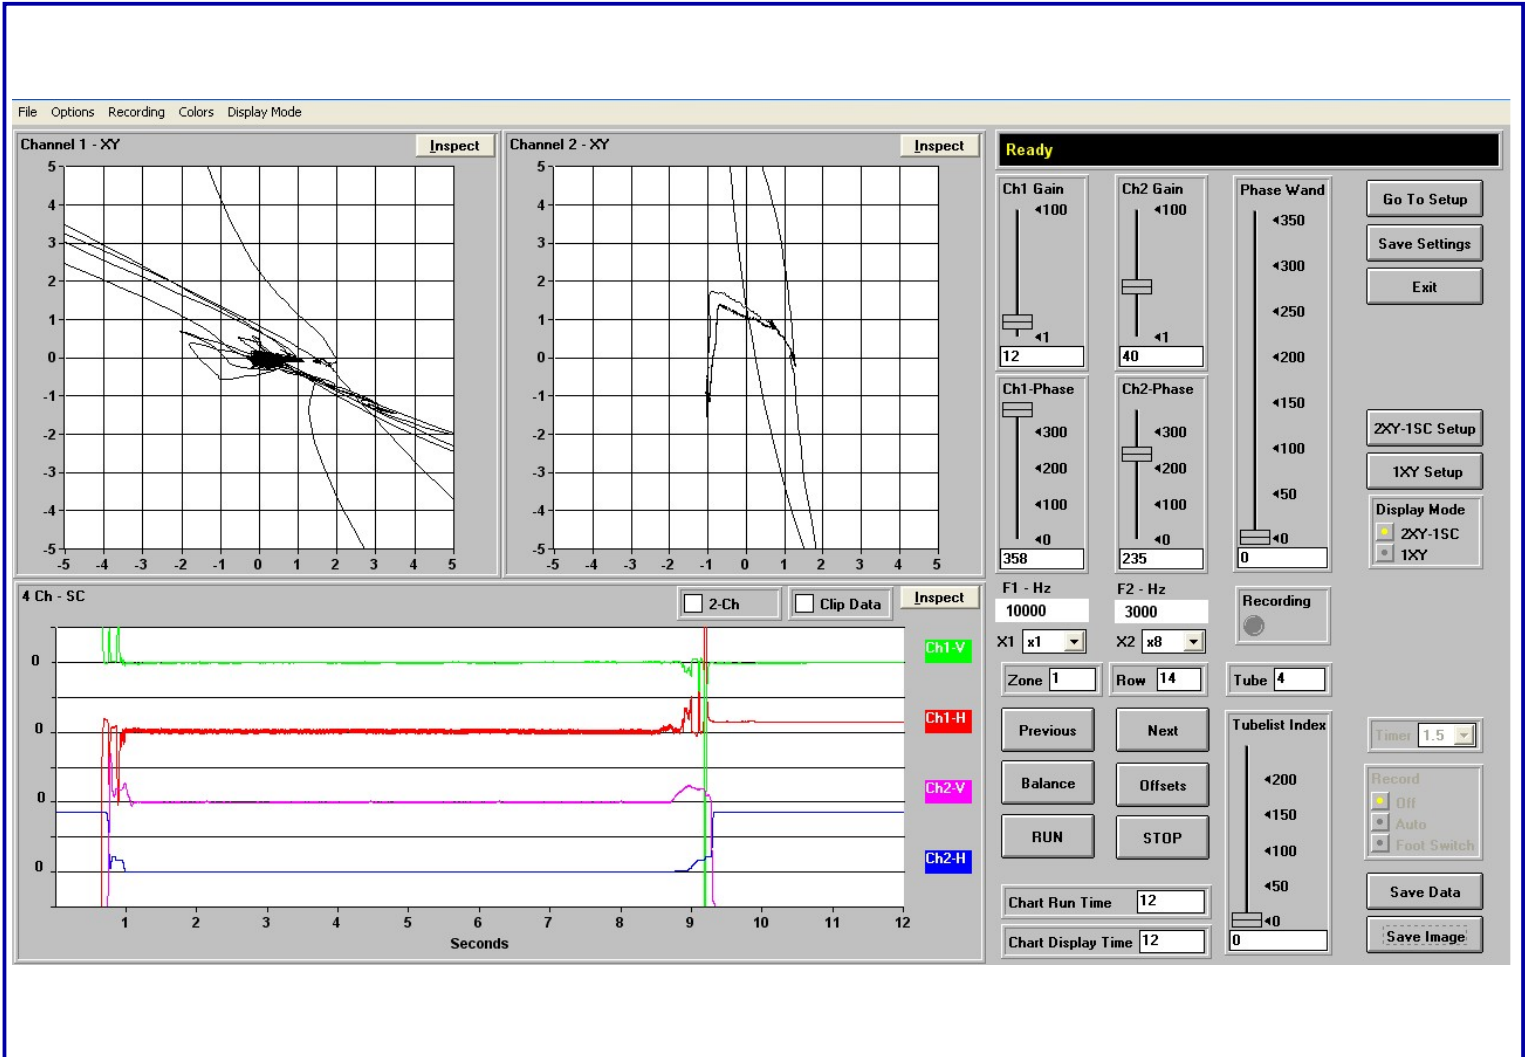 File Options Recording Colors Display Mode
Channel 1 - XY
Inspect
5
4
3
2
1
0
-1
-2
-3
-4
-5
-5 -4 -3 -2 -1 0 1 2 3 4 5
Channel 2 - XY
Inspect
5
4
3
2
1
0
-1
-2
-3
-4
-5
-5 -4 -3 -2 -1 0 1 2 3 4 5
4 Ch - SC
2-Ch
Clip Data
Inspect
0
0
0
0
Ch1-V
Ch1-H
Ch2-V
Ch2-H
1 2 3 4 5 6 7 8 9 10 11 12
Seconds
Ready
Ch1 Gain
100
1
12
Ch2 Gain
100
1
40
Phase Wand
350
300
250
200
150
100
50
0
0
Ch1-Phase
300
200
100
0
358
Ch2-Phase
300
200
100
0
235
Go To Setup
Save Settings
Exit
2XY-1SC Setup
1XY Setup
Display Mode
2XY-1SC
1XY
F1 - Hz
10000
F2 - Hz
3000
X1 x1
X2 x8
Recording
Zone 1
Row 14
Tube 4
Previous
Next
Balance
Offsets
RUN
STOP
Tubelist Index
200
150
100
50
0
0
Timer 1.5
Record
Off
Auto
Foot Switch
Chart Run Time 12
Chart Display Time 12
Save Data
Save Image